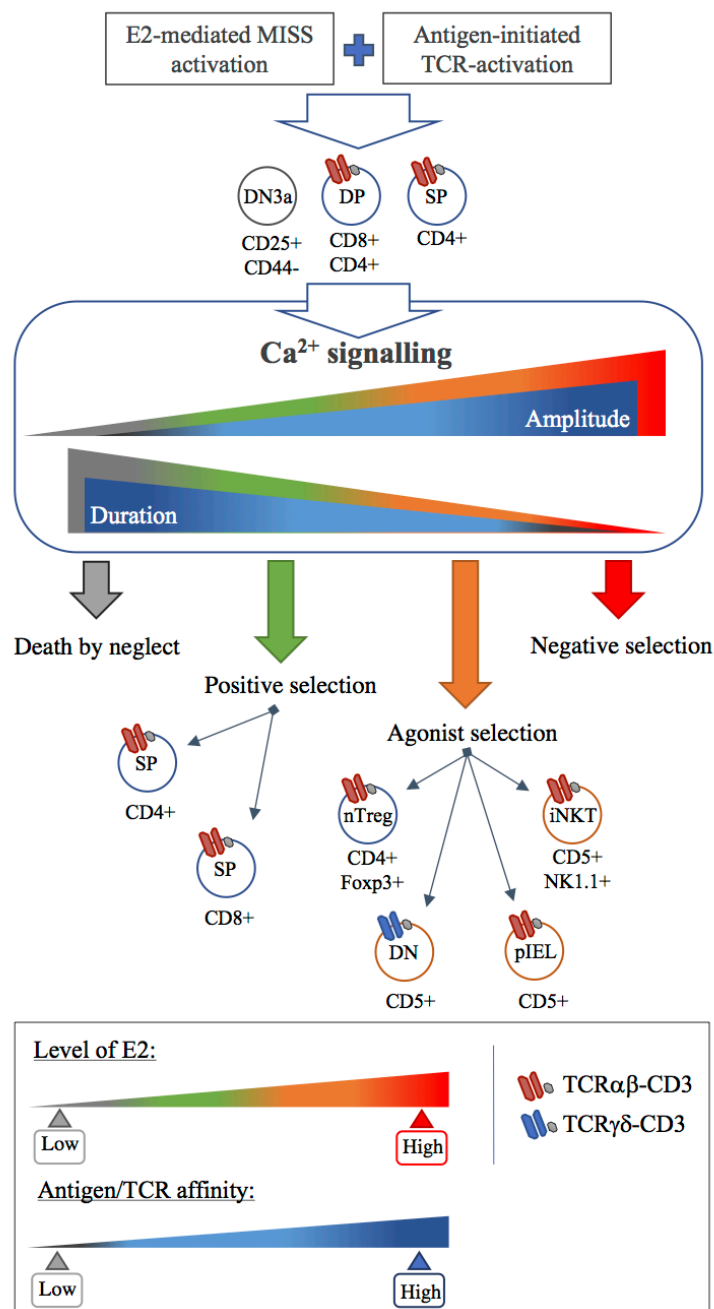 E2-mediated MISS
activation
Antigen-initiated
TCR-activation
DN3a
DP
SP
CD25+
CD44-
CD8+
CD4+
CD4+
Ca²⁺ signalling
Amplitude
Duration
Death by neglect
Negative selection
Positive selection
Agonist selection
SP
CD4+
SP
CD8+
nTreg
CD4+
Foxp3+
iNKT
CD5+
NK1.1+
DN
CD5+
pIEL
CD5+
Level of E2:
Low
High
TCRαβ-CD3
TCRγδ-CD3
Antigen/TCR affinity:
Low
High